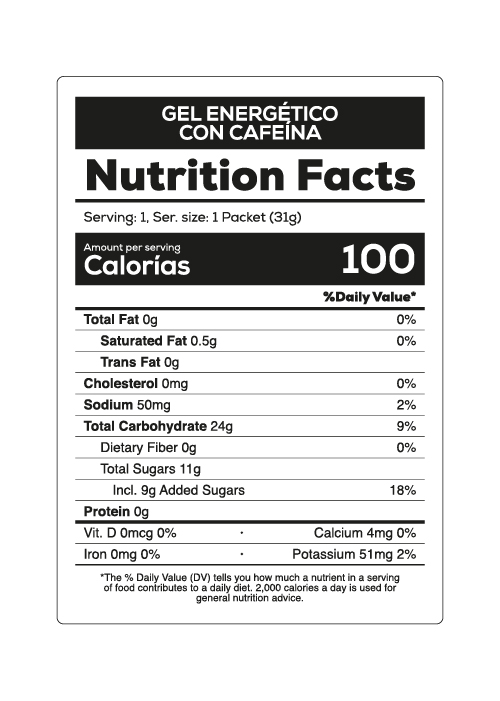 GEL ENERGÉTICO
CON CAFEÍNA
Nutrition Facts
Serving: 1, Ser. size: 1 Packet (31g)
Amount per serving
Calorías 100
%Daily Value*
Total Fat 0g 0%
Saturated Fat 0.5g 0%
Trans Fat 0g
Cholesterol 0mg 0%
Sodium 50mg 2%
Total Carbohydrate 24g 9%
Dietary Fiber 0g 0%
Total Sugars 11g
Incl. 9g Added Sugars 18%
Protein 0g
Vit. D 0mcg 0% · Calcium 4mg 0%
Iron 0mg 0% · Potassium 51mg 2%
*The % Daily Value (DV) tells you how much a nutrient in a serving
of food contributes to a daily diet. 2,000 calories a day is used for
general nutrition advice.